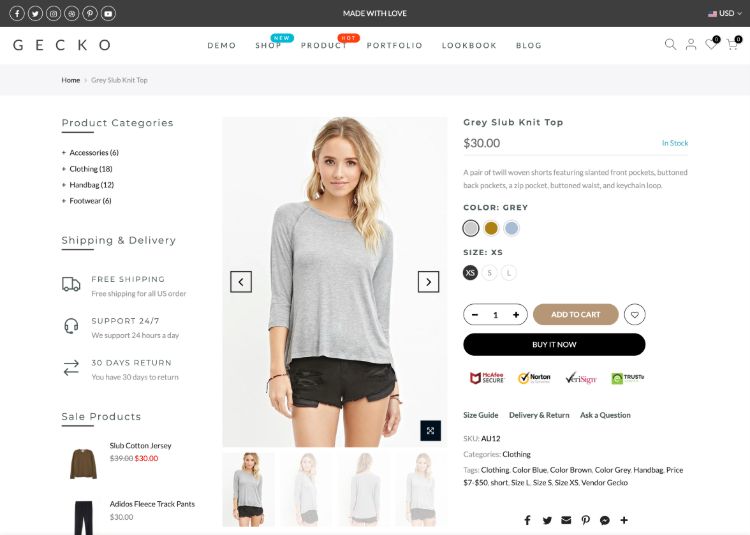 MADE WITH LOVE
USD
GECKO
DEMO
SHOP
NEW
PRODUCT
HOT
PORTFOLIO
LOOKBOOK
BLOG
0
0
Home > Grey Slub Knit Top
Product Categories
+ Accessories (6)
+ Clothing (18)
+ Handbag (12)
+ Footwear (6)
Shipping & Delivery
FREE SHIPPING
Free shipping for all US order
SUPPORT 24/7
We support 24 hours a day
30 DAYS RETURN
You have 30 days to return
Sale Products
Slub Cotton Jersey
$39.00 $30.00
Adidos Fleece Track Pants
$30.00
Grey Slub Knit Top
$30.00
In Stock
A pair of twill woven shorts featuring slanted front pockets, buttoned
back pockets, a zip pocket, buttoned waist, and keychain loop.
COLOR: GREY
SIZE: XS
XS S L
− 1 +
ADD TO CART
BUY IT NOW
McAfee SECURE
Norton
VeriSign
TRUSTe
Size Guide Delivery & Return Ask a Question
SKU: AU12
Categories: Clothing
Tags: Clothing, Color Blue, Color Brown, Color Grey, Handbag, Price
$7-$50, short, Size L, Size S, Size XS, Vendor Gecko